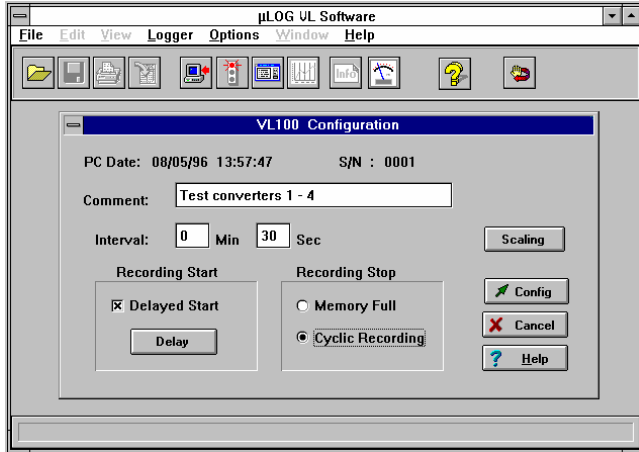 µLOG VL Software
File Edit View Logger Options Window Help
Info
VL100 Configuration
PC Date: 08/05/96 13:57:47 S/N : 0001
Comment: Test converters 1 - 4
Interval: 0 Min 30 Sec
Scaling
Recording Start
Delayed Start
Delay
Recording Stop
Memory Full
Cyclic Recording
Config
Cancel
Help